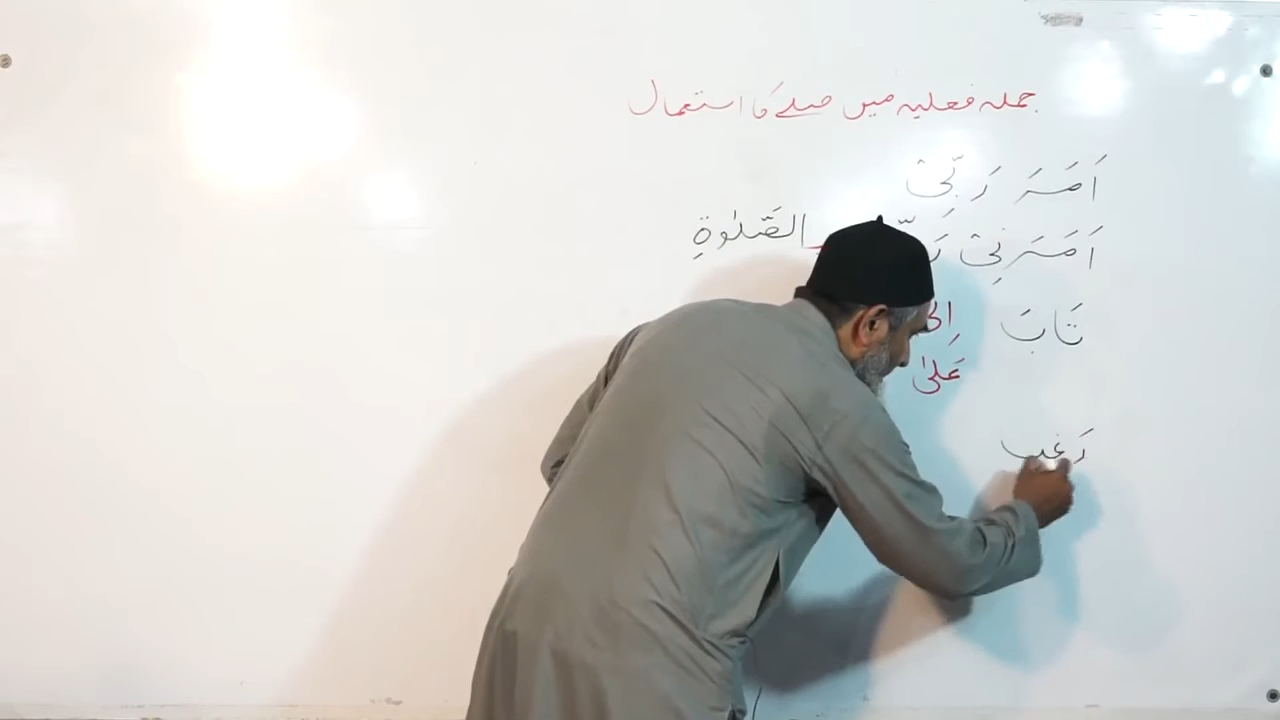 جملہ فعلیہ میں صلے کا استعمال
اَمَرَ رَبِّیْ
اَمَرَنِیْ الصَّلٰوةِ
تَابَ اِلٰی
عَلٰی
رَغِب